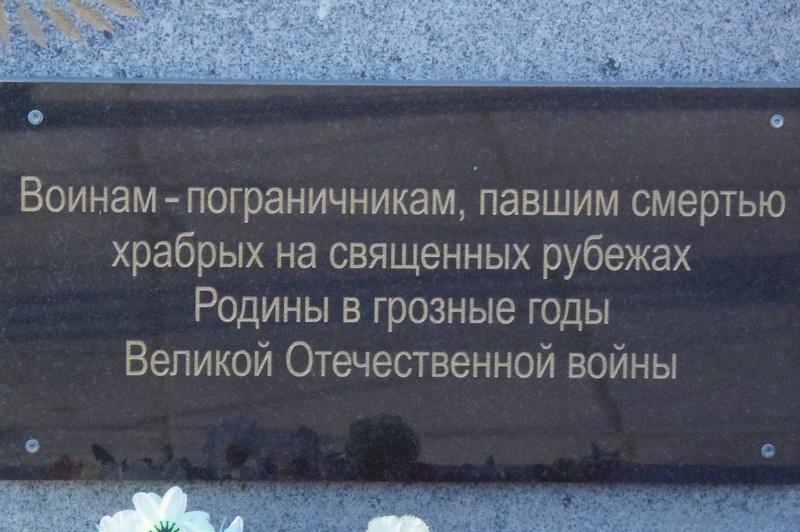 Воинам - пограничникам, павшим смертью
храбрых на священных рубежах
Родины в грозные годы
Великой Отечественной войны